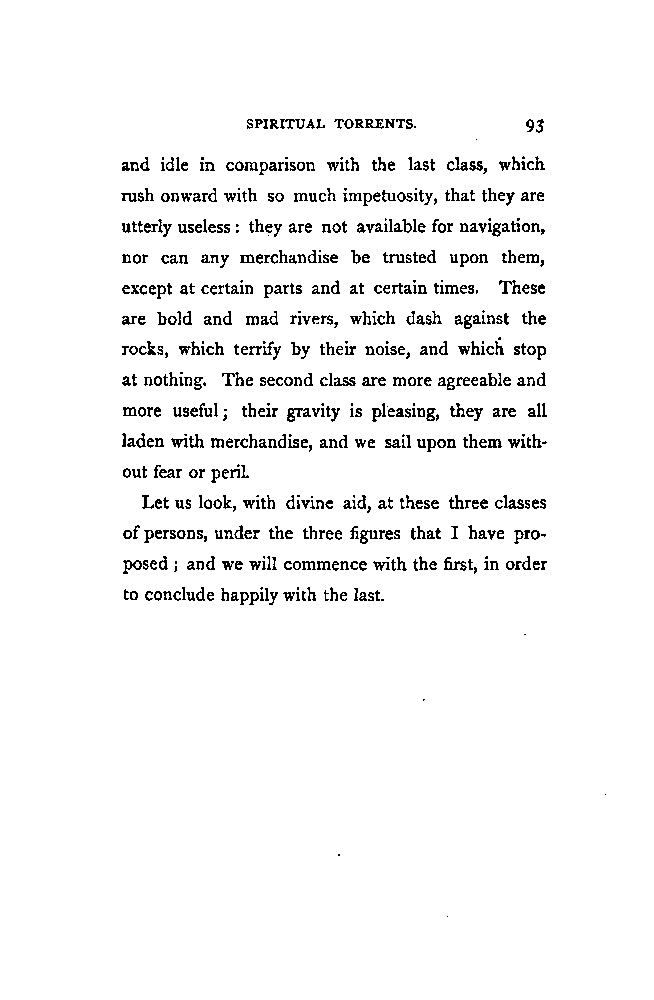 SPIRITUAL TORRENTS. 93
and idle in comparison with the last class, which
rush onward with so much impetuosity, that they are
utterly useless : they are not available for navigation,
nor can any merchandise be trusted upon them,
except at certain parts and at certain times. These
are bold and mad rivers, which dash against the
rocks, which terrify by their noise, and which stop
at nothing. The second class are more agreeable and
more useful ; their gravity is pleasing, they are all
laden with merchandise, and we sail upon them with-
out fear or peril.
Let us look, with divine aid, at these three classes
of persons, under the three figures that I have pro-
posed ; and we will commence with the first, in order
to conclude happily with the last.